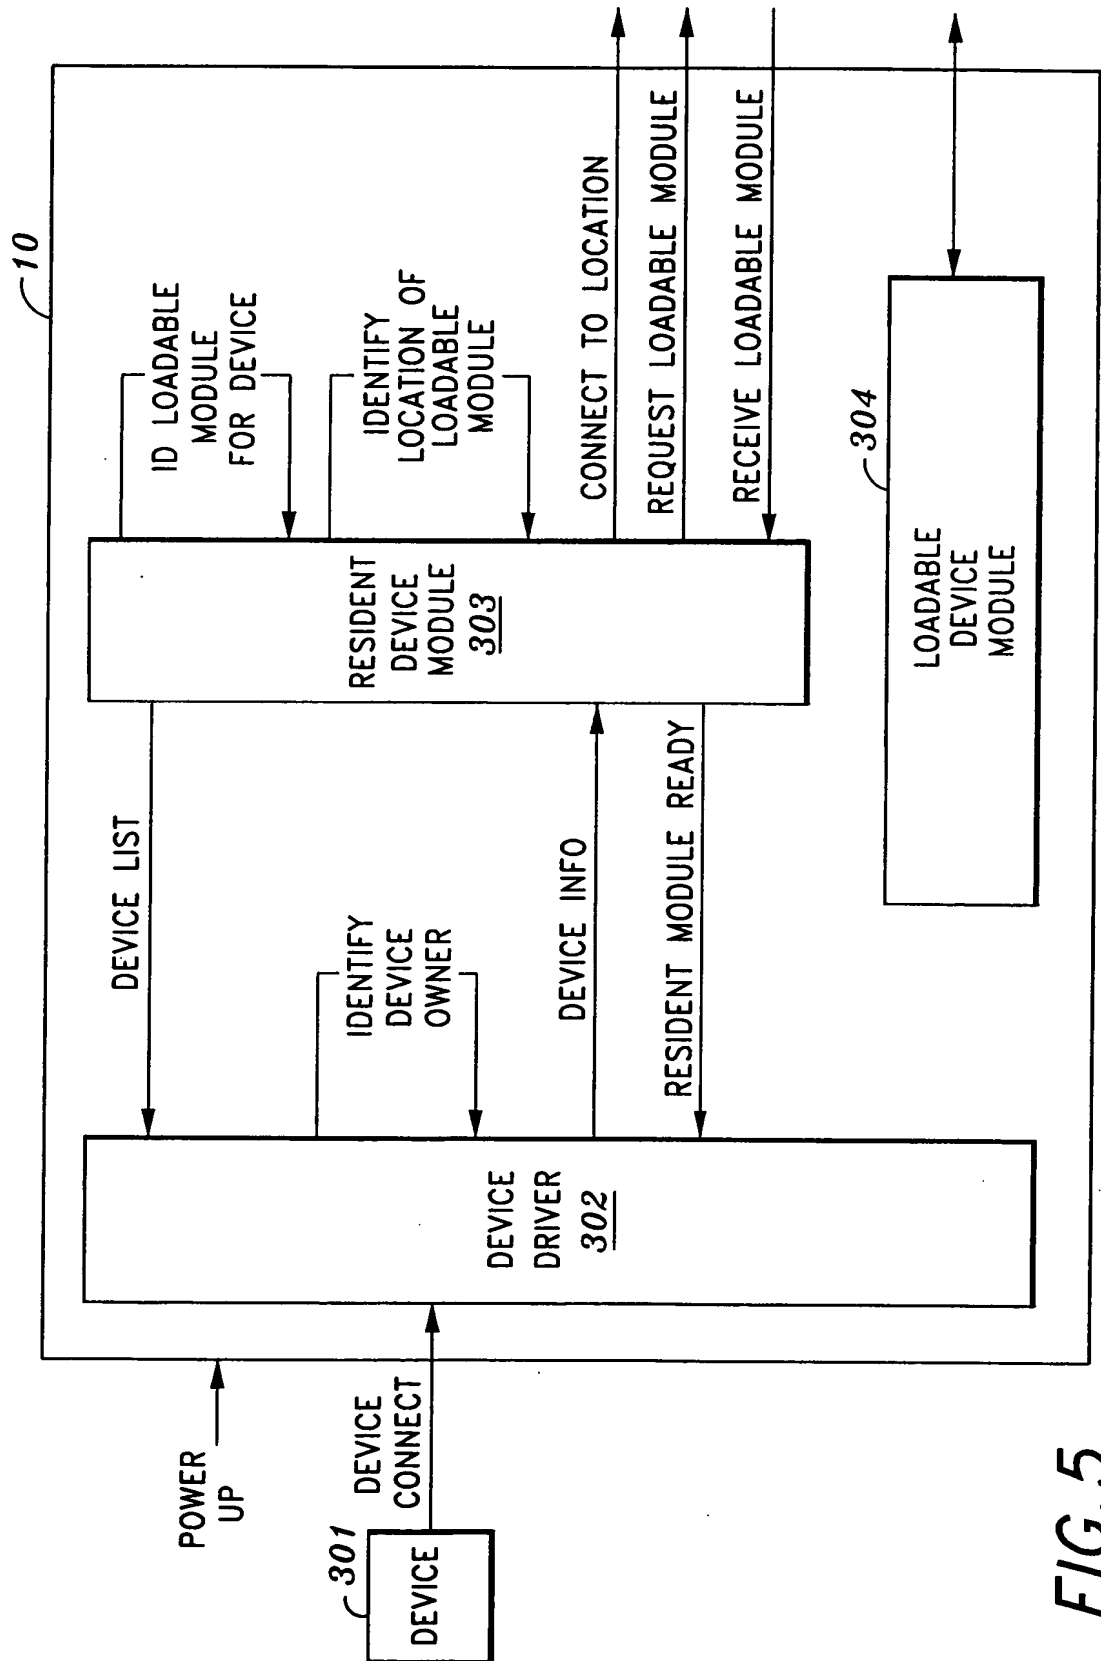 10
POWER
UP
301
DEVICE
DEVICE
CONNECT
DEVICE
DRIVER
302
DEVICE LIST
IDENTIFY
DEVICE
OWNER
DEVICE INFO
RESIDENT MODULE READY
RESIDENT
DEVICE
MODULE
303
ID LOADABLE
MODULE
FOR DEVICE
IDENTIFY
LOCATION OF
LOADABLE
MODULE
CONNECT TO LOCATION
REQUEST LOADABLE MODULE
RECEIVE LOADABLE MODULE
304
LOADABLE
DEVICE
MODULE
FIG. 5